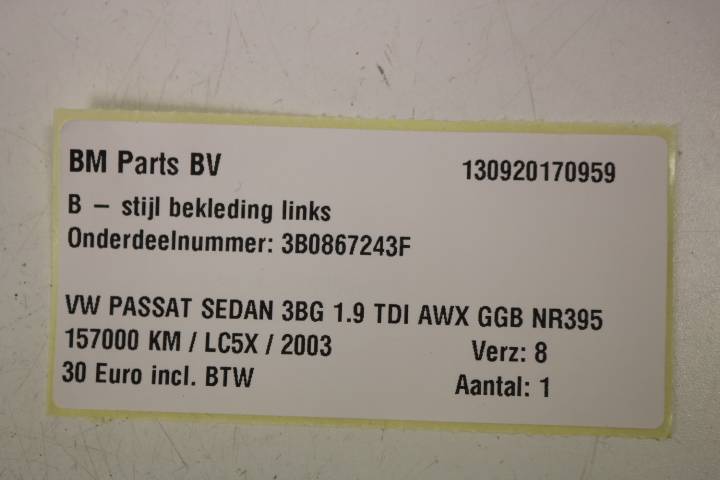 BM Parts BV 130920170959
B – stijl bekleding links
Onderdeelnummer: 3B0867243F
VW PASSAT SEDAN 3BG 1.9 TDI AWX GGB NR395
157000 KM / LC5X / 2003 Verz: 8
30 Euro incl. BTW Aantal: 1